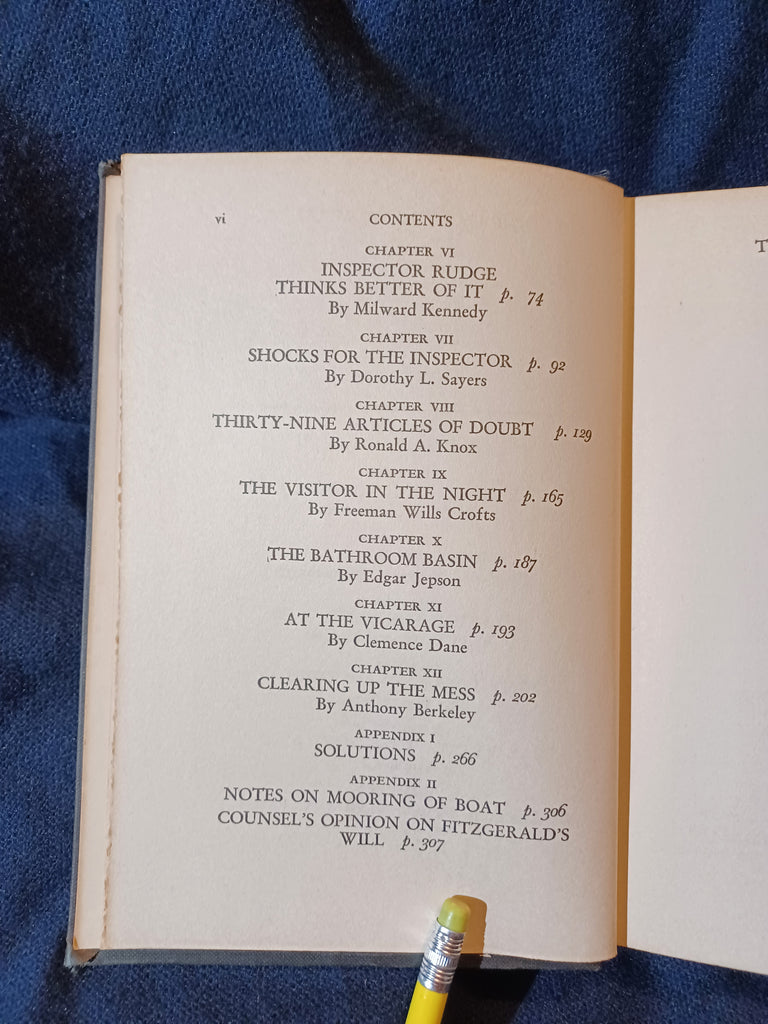 vi CONTENTS
CHAPTER VI
INSPECTOR RUDGE
THINKS BETTER OF IT p. 74
By Milward Kennedy
CHAPTER VII
SHOCKS FOR THE INSPECTOR p. 92
By Dorothy L. Sayers
CHAPTER VIII
THIRTY-NINE ARTICLES OF DOUBT p. 129
By Ronald A. Knox
CHAPTER IX
THE VISITOR IN THE NIGHT p. 165
By Freeman Wills Crofts
CHAPTER X
THE BATHROOM BASIN p. 187
By Edgar Jepson
CHAPTER XI
AT THE VICARAGE p. 193
By Clemence Dane
CHAPTER XII
CLEARING UP THE MESS p. 202
By Anthony Berkeley
APPENDIX I
SOLUTIONS p. 266
APPENDIX II
NOTES ON MOORING OF BOAT p. 306
COUNSEL'S OPINION ON FITZGERALD'S
WILL p. 307
T